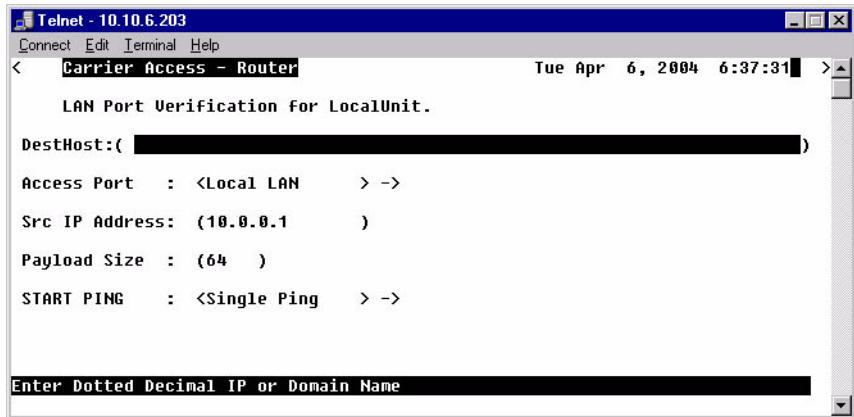 Telnet - 10.10.6.203
Connect Edit Terminal Help
< Carrier Access - Router Tue Apr 6, 2004 6:37:31 >
LAN Port Verification for LocalUnit.
DestHost:( )
Access Port : <Local LAN > ->
Src IP Address: (10.0.0.1 )
Payload Size : (64 )
START PING : <Single Ping > ->
Enter Dotted Decimal IP or Domain Name